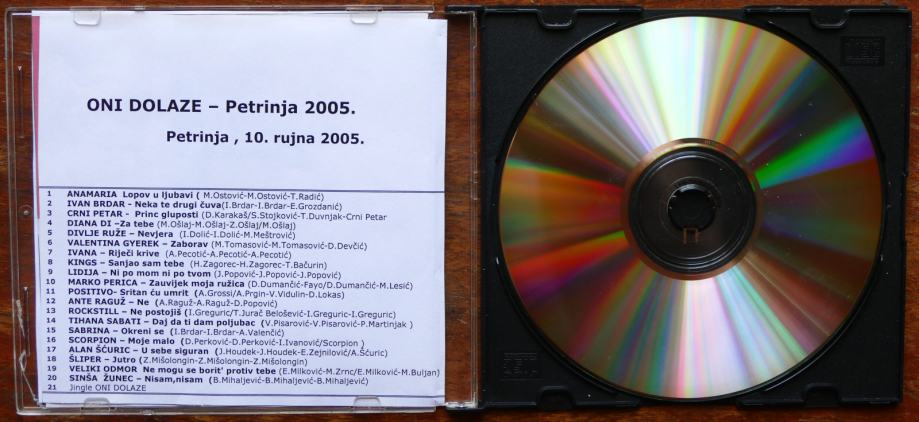 ONI DOLAZE – Petrinja 2005.
Petrinja , 10. rujna 2005.
1 ANAMARIA Lopov u ljubavi ( M.Ostović-M.Ostović-T.Radić)
2 IVAN BRDAR - Neka te drugi čuva(I.Brdar-I.Brdar-E.Grozdanić)
3 CRNI PETAR - Princ gluposti (D.Karakaš/S.Stojković-T.Duvnjak-Crni Petar
4 DIANA DI –Za tebe (M.Ošlaj-M.Ošlaj-Z.Ošlaj/M.Ošlaj)
5 DIVLJE RUŽE – Nevjera (I.Dolić-I.Dolić-M.Meštrović)
6 VALENTINA GYEREK – Zaborav (M.Tomasović-M.Tomasović-D.Devčić)
7 IVANA – Riječi krive (A.Pecotić-A.Pecotić-A.Pecotić)
8 KINGS – Sanjao sam tebe (H.Zagorec-H.Zagorec-T.Bačurin)
9 LIDIJA – Ni po mom ni po tvom (J.Popović-J.Popović-J.Popović)
10 MARKO PERICA – Zauvijek moja ružica (D.Dumančić-Fayo/D.Dumančić-M.Lesić)
11 POSITIVO- Sritan ću umrit (A.Grossi/A.Prgin-V.Vidulin-D.Lokas)
12 ANTE RAGUŽ – Ne (A.Raguž-A.Raguž-D.Popović)
13 ROCKSTILL – Ne postojiš (I.Greguric/T.Jurač Belošević-I.Greguric-I.Greguric)
14 TIHANA SABATI – Daj da ti dam poljubac (V.Pisarović-V.Pisarović-P.Martinjak )
15 SABRINA – Okreni se (I.Brdar-I.Brdar-A.Valenčić)
16 SCORPION – Moje malo (D.Perković-D.Perković-I.Ivanović/Scorpion )
17 ALAN ŠĆURIC – U sebe siguran (J.Houdek-J.Houdek-E.Zejnilović/A.Šćuric)
18 ŠLIPER – Jutro (Z.Mišolongin-Z.Mišolongin-Z.Mišolongin)
19 VELIKI ODMOR Ne mogu se borit' protiv tebe (E.Milković-M.Zrnc/E.Milković-M.Buljan)
20 SINŠA ŽUNEC – Nisam,nisam (B.Mihaljević-B.Mihaljević-B.Mihaljević)
21 Jingle ONI DOLAZE